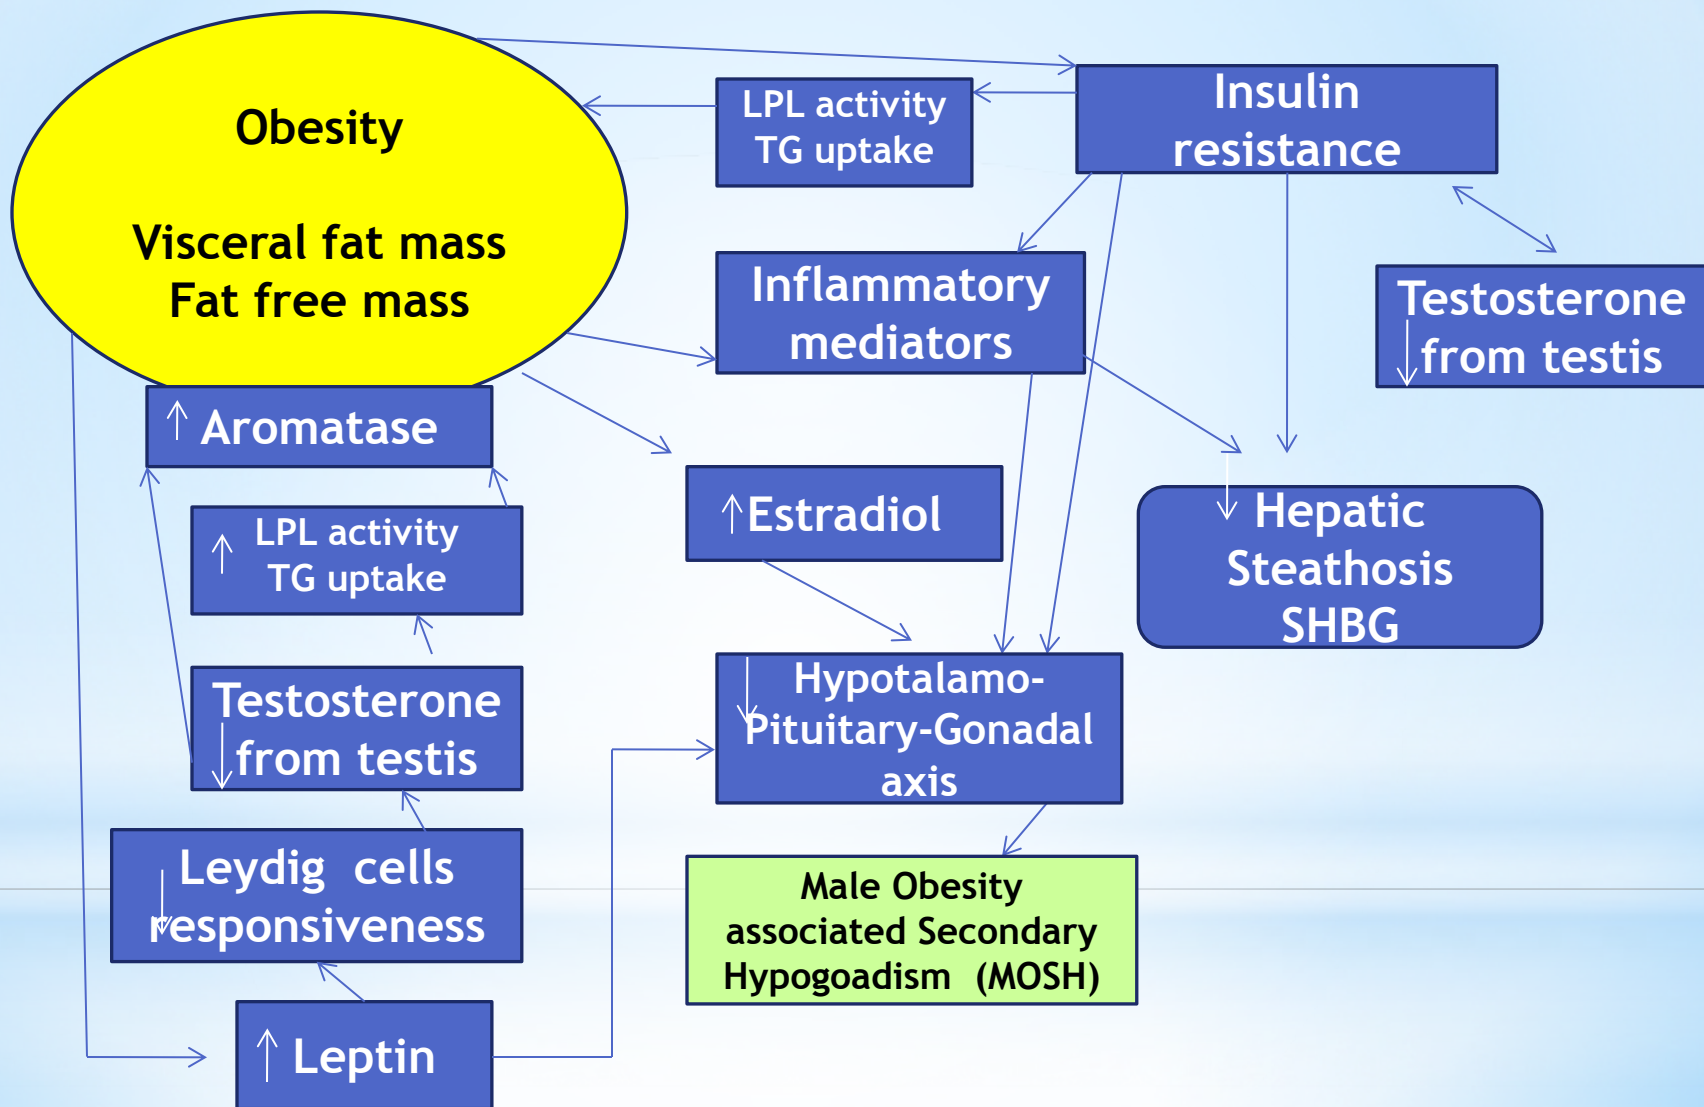 Obesity
Visceral fat mass
Fat free mass
LPL activity
TG uptake
Insulin
resistance
Inflammatory
mediators
Testosterone
from testis
Aromatase
LPL activity
TG uptake
Estradiol
Hepatic
Steathosis
SHBG
Testosterone
from testis
Hypotalamo-
Pituitary-Gonadal
axis
Leydig cells
responsiveness
Male Obesity
associated Secondary
Hypogoadism (MOSH)
Leptin